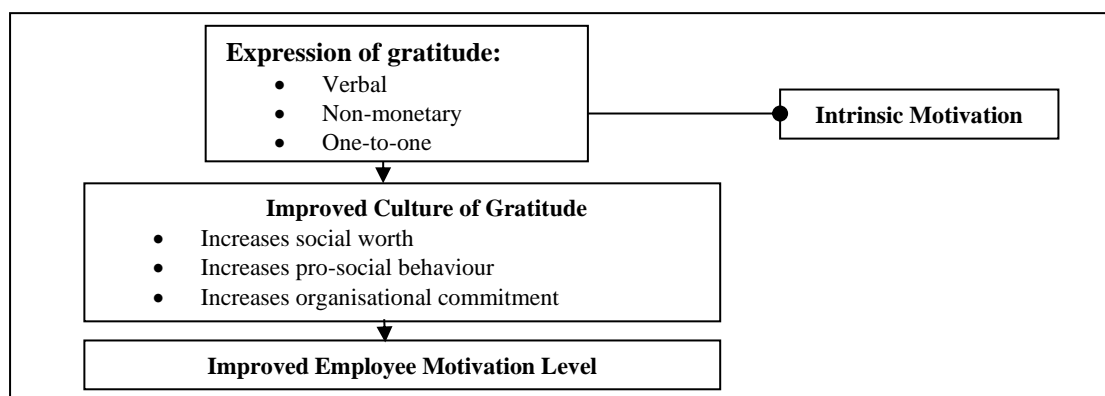 Expression of gratitude:
• Verbal
• Non-monetary
• One-to-one
Intrinsic Motivation
Improved Culture of Gratitude
• Increases social worth
• Increases pro-social behaviour
• Increases organisational commitment
Improved Employee Motivation Level